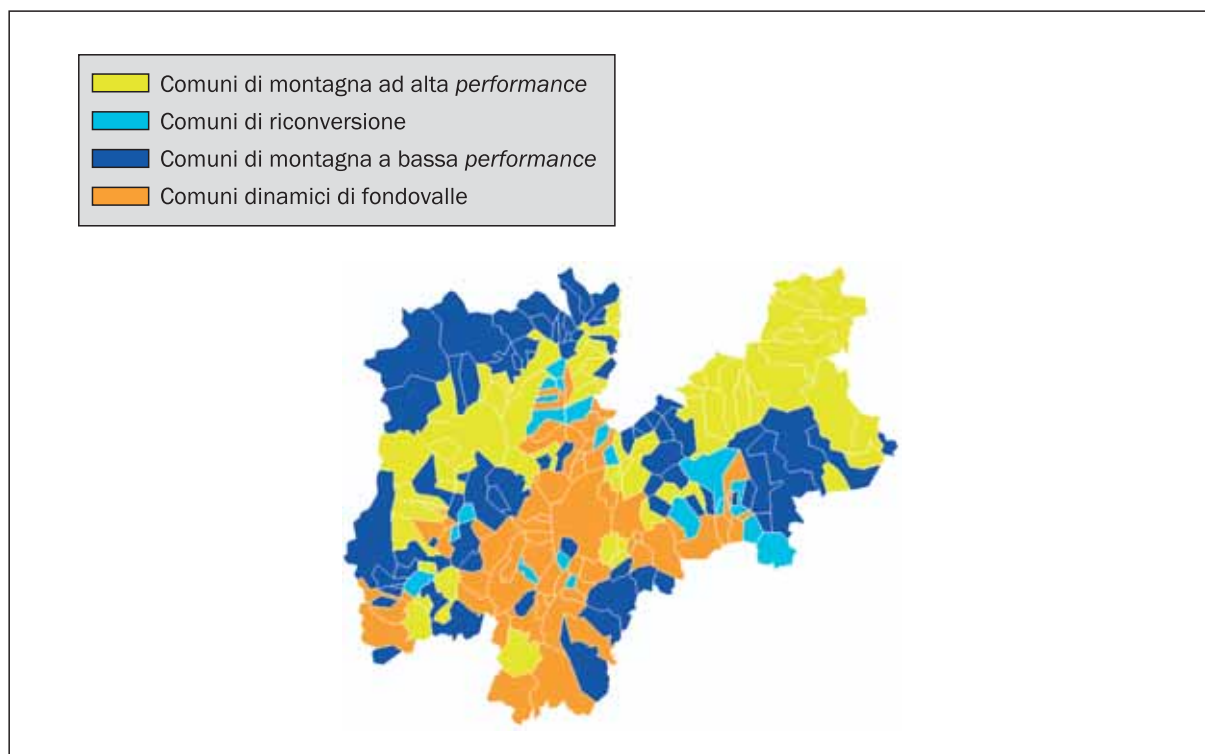 Comuni di montagna ad alta performance
Comuni di riconversione
Comuni di montagna a bassa performance
Comuni dinamici di fondovalle